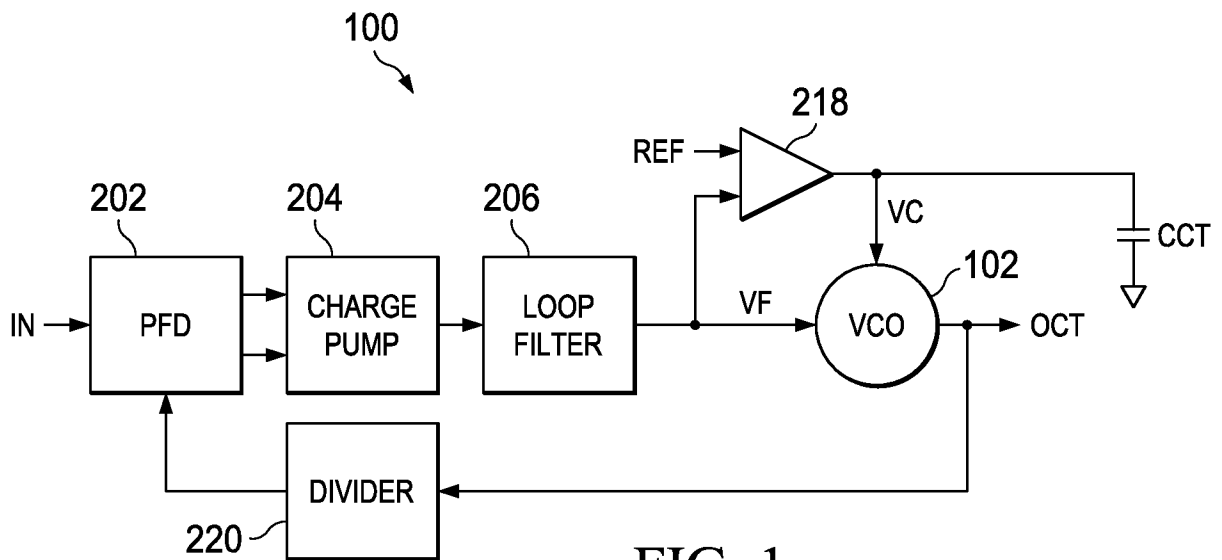 100
218
REF
202
204
206
VC
CCT
102
IN
PFD
CHARGE
PUMP
LOOP
FILTER
VF
VCO
OCT
DIVIDER
220
FIG. 1